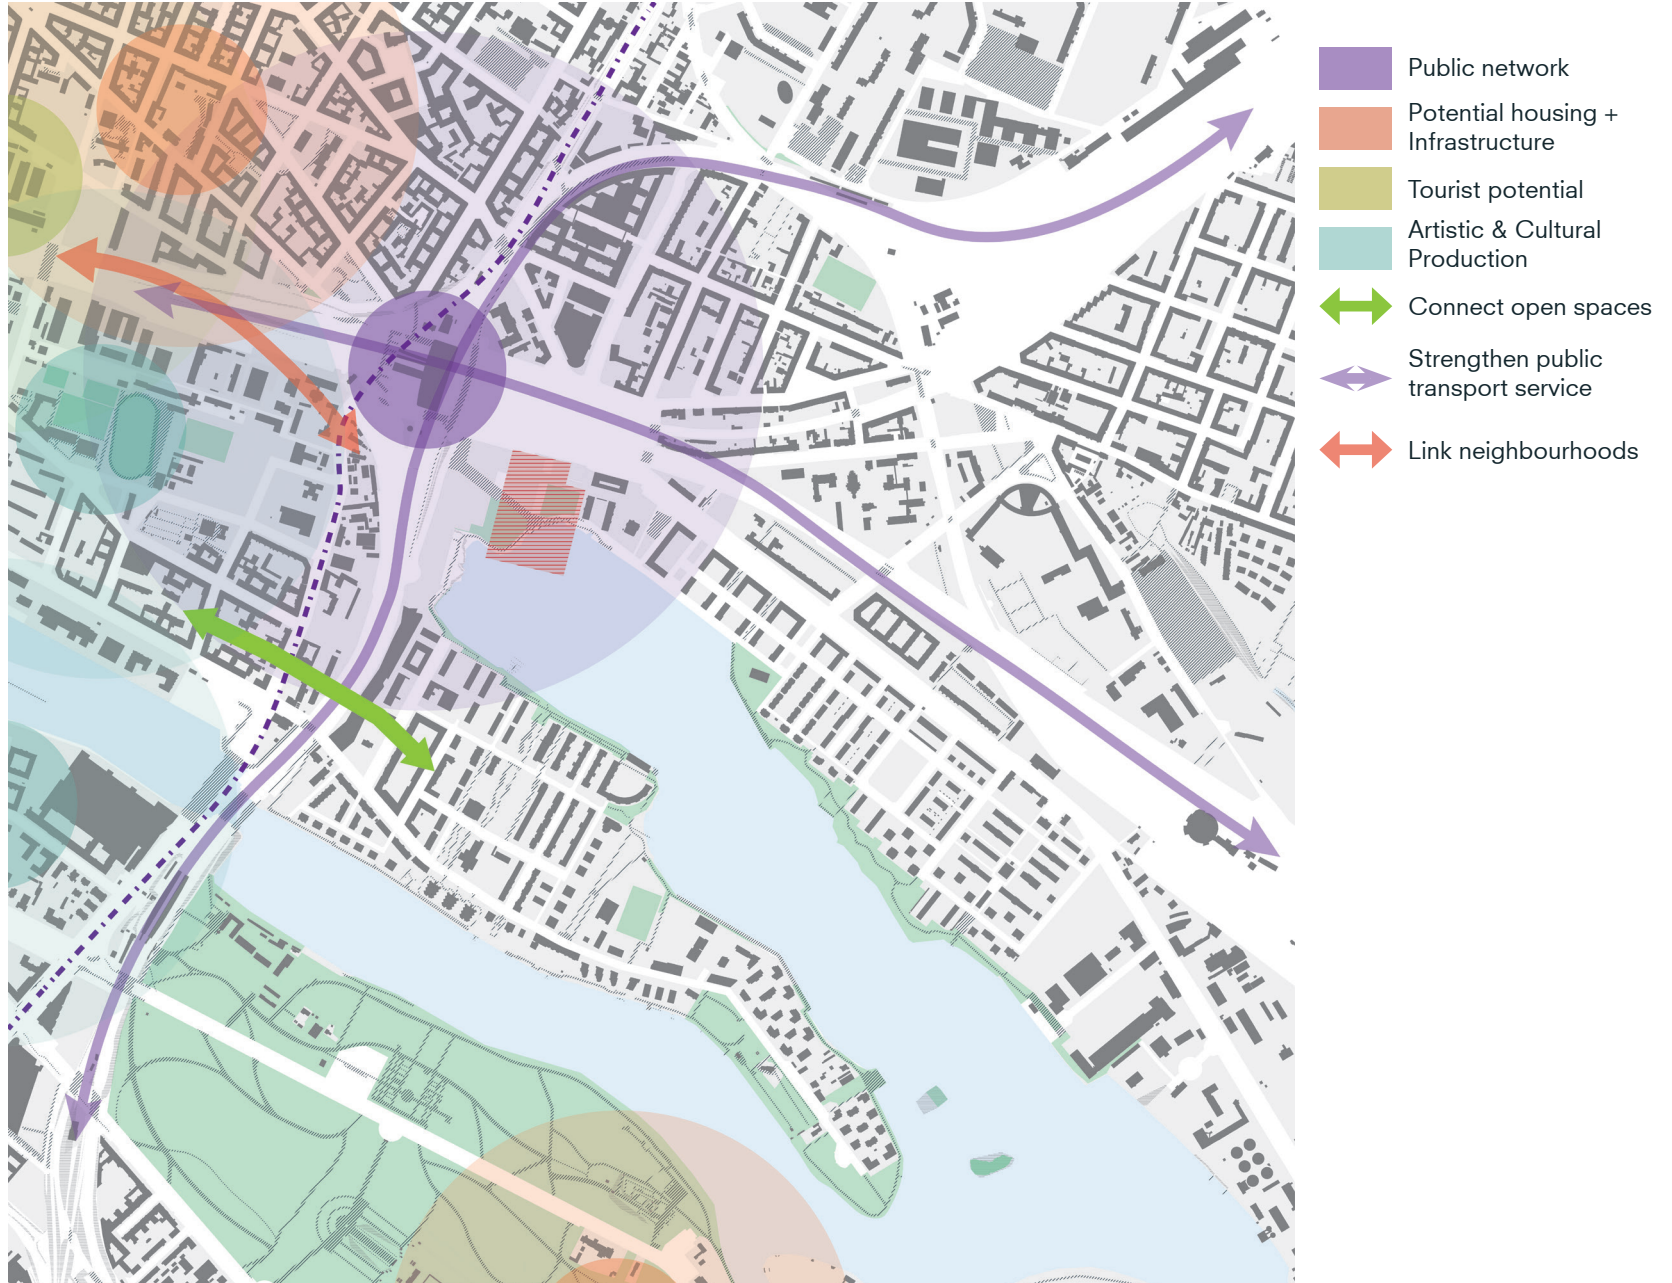 Public network
Potential housing +
Infrastructure
Tourist potential
Artistic & Cultural
Production
Connect open spaces
Strengthen public
transport service
Link neighbourhoods